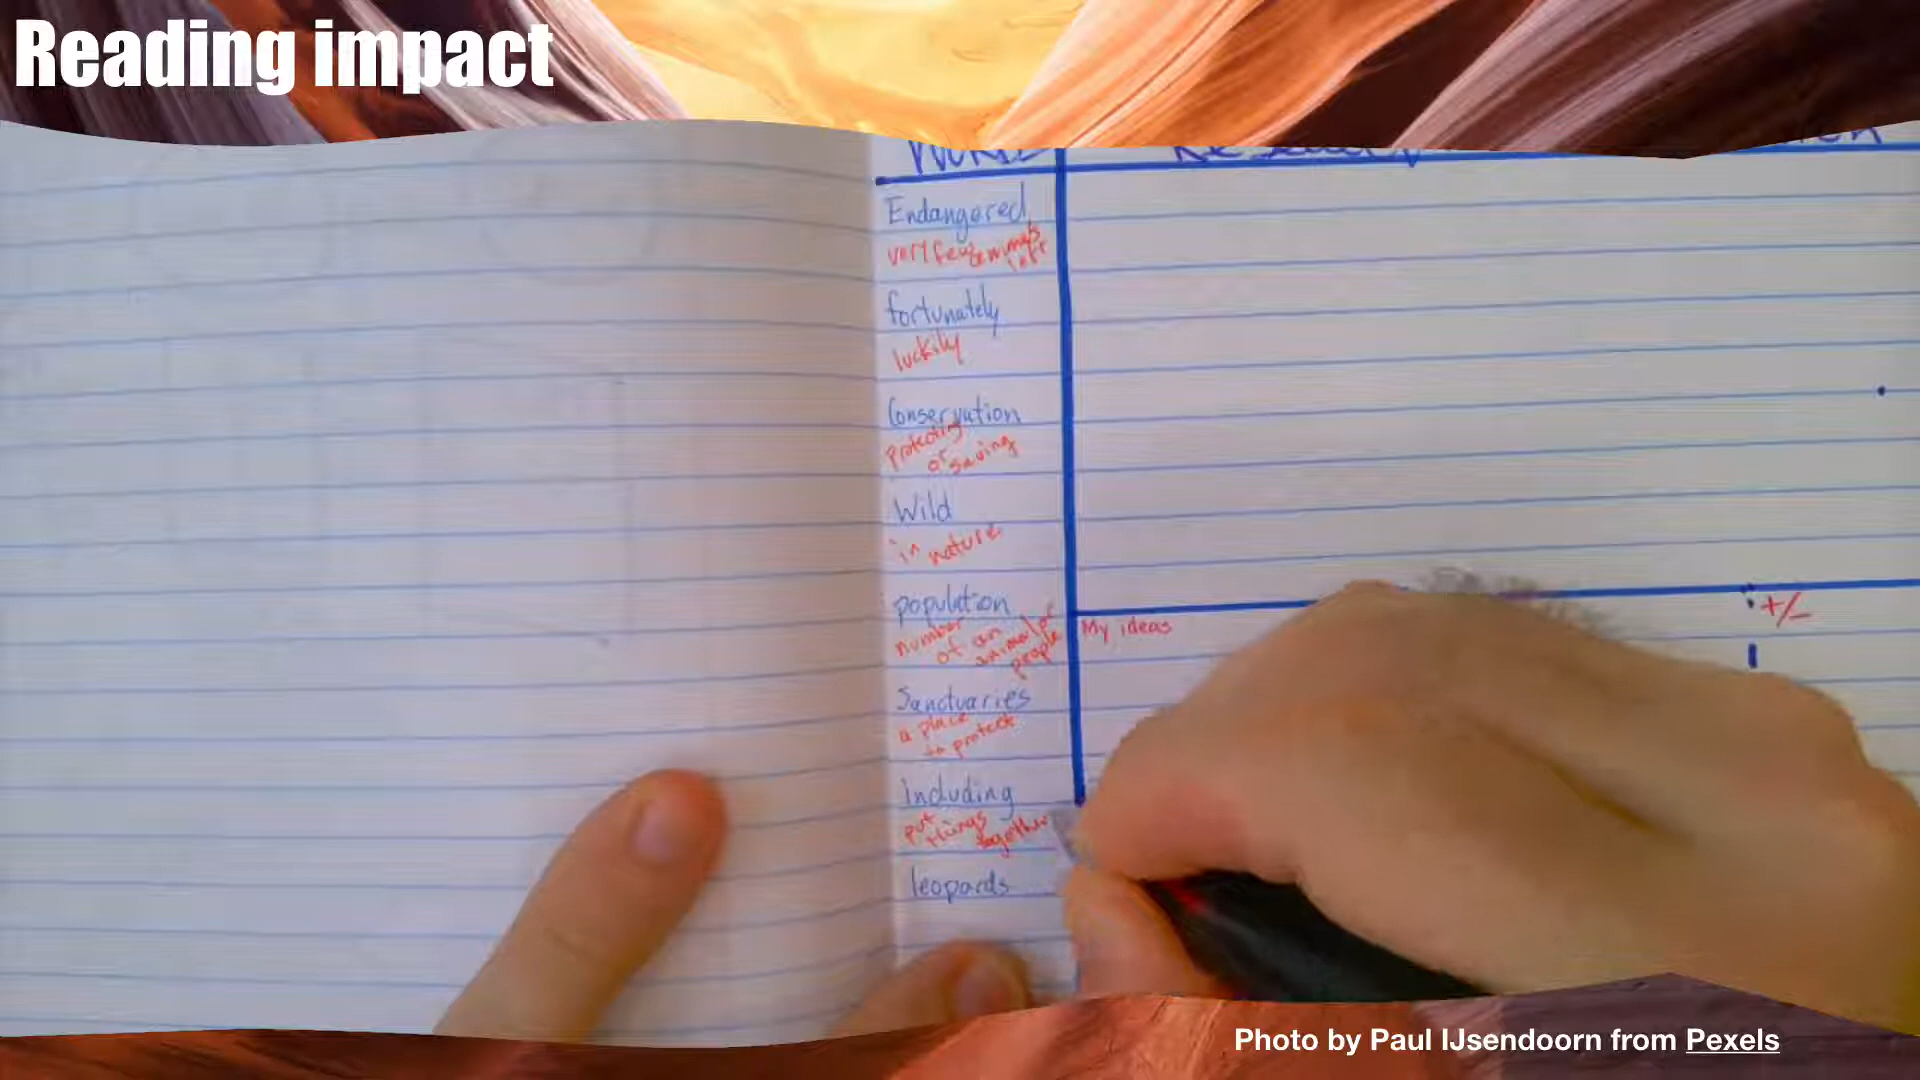 Reading impact
Endangered
very few animals
left
fortunately
luckily
Conservation
Protecting
or saving
Wild
in nature
population
number
of an
animal or
people
Sanctuaries
a place
to protect
including
put
things
together
leopards
My ideas
+/-
Photo by Paul IJsendoorn from Pexels